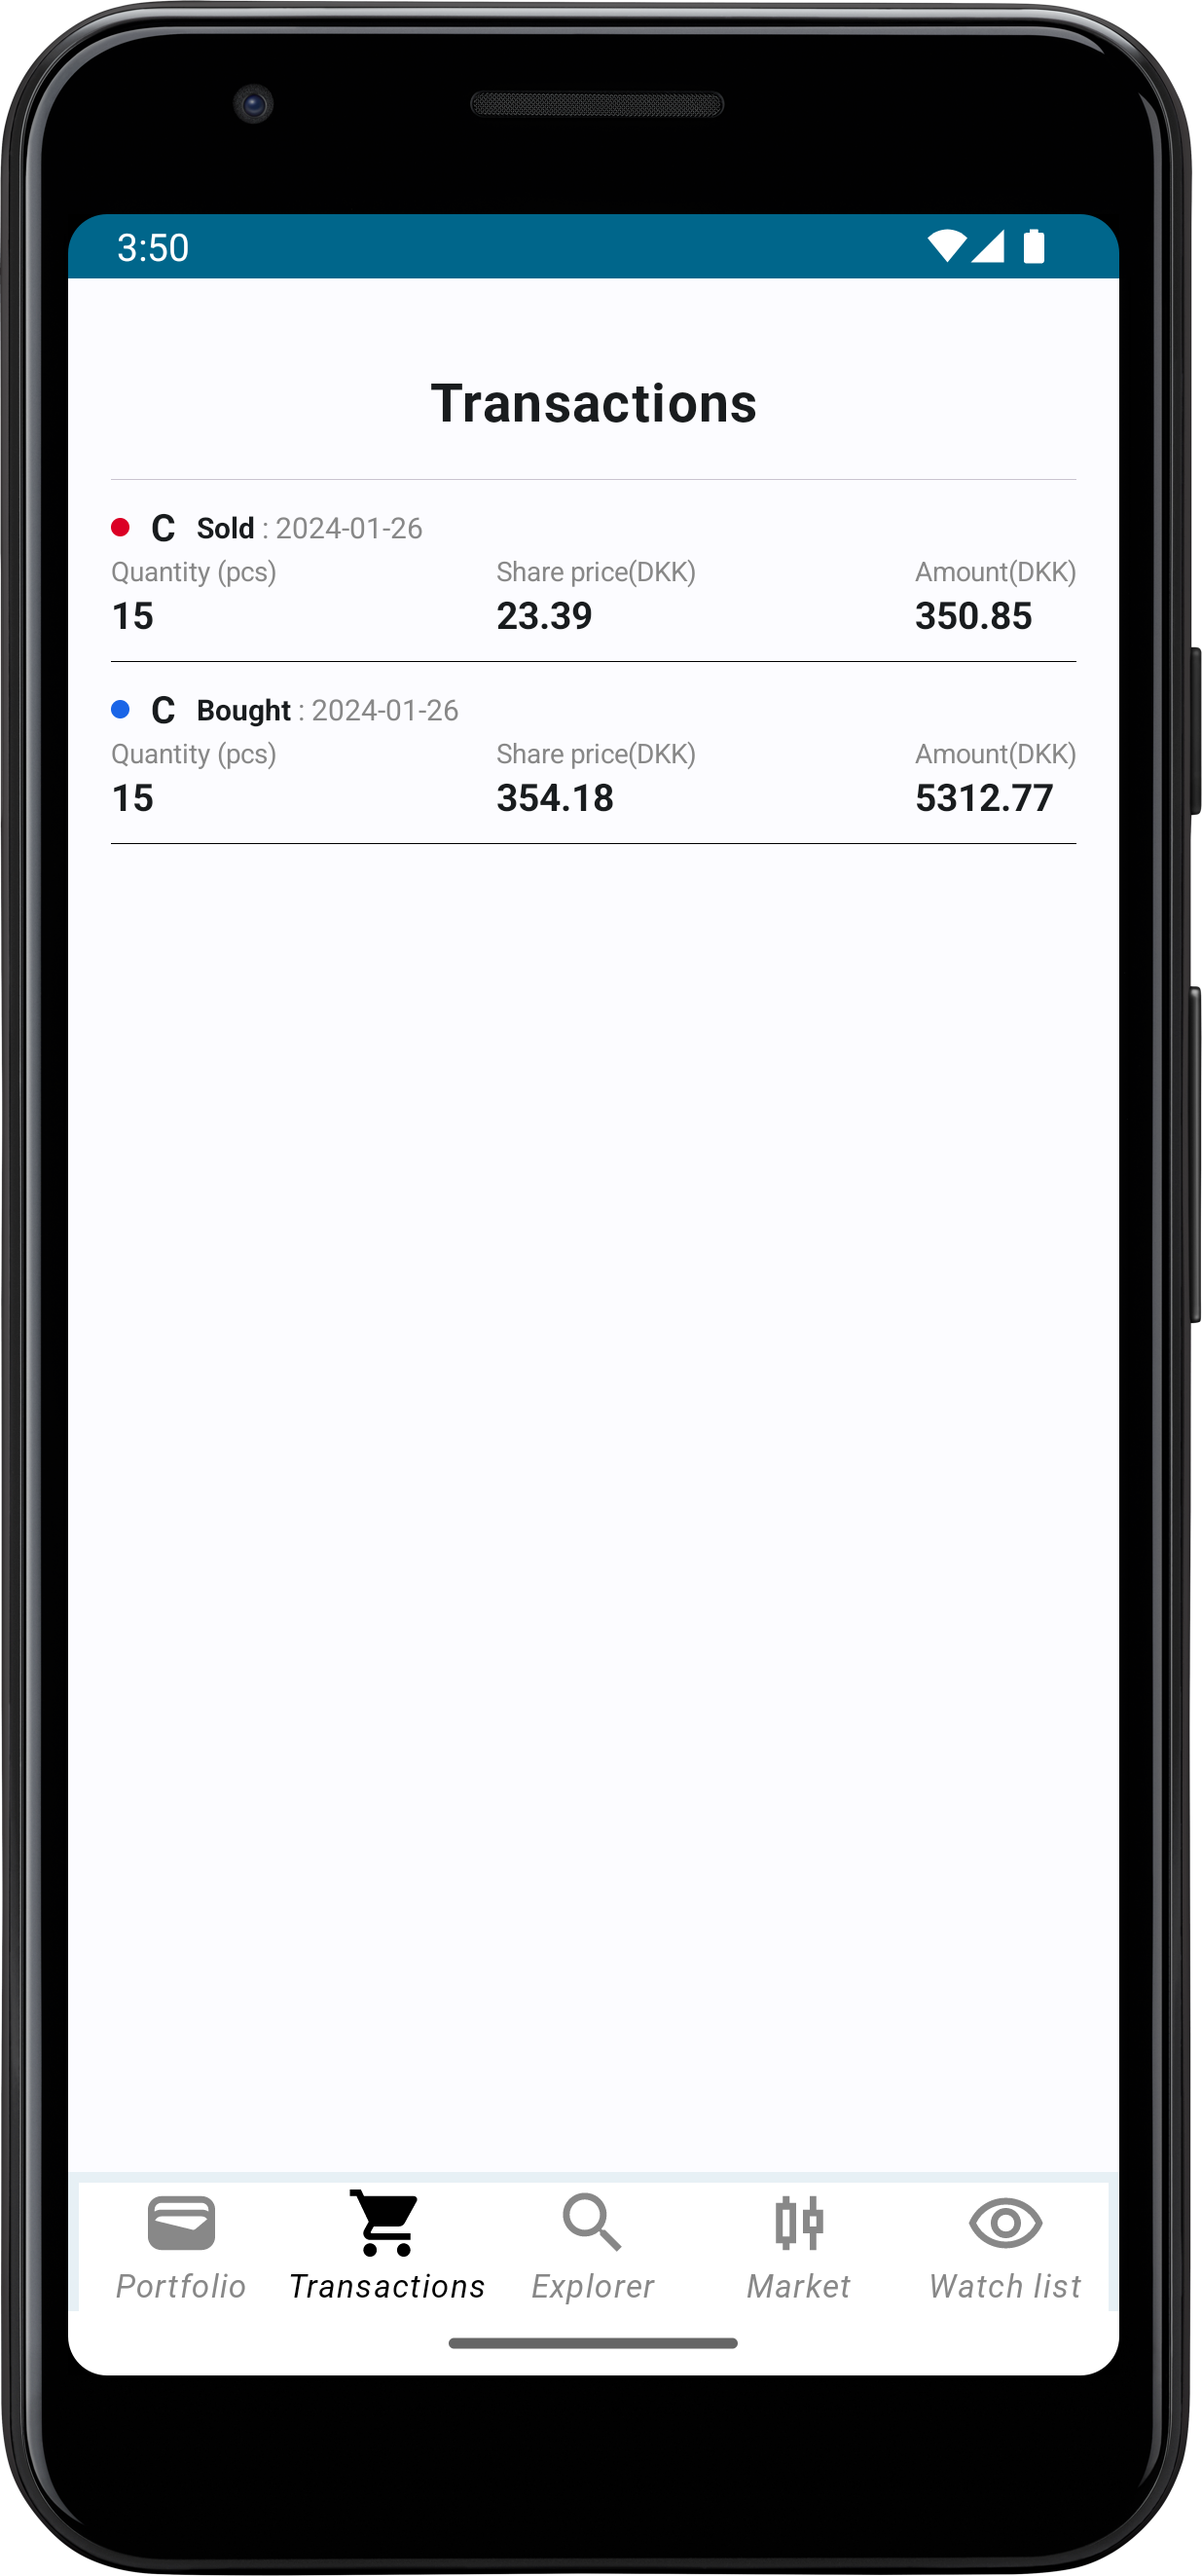 3:50
Transactions
C Sold : 2024-01-26
Quantity (pcs) Share price(DKK) Amount(DKK)
15 23.39 350.85
C Bought : 2024-01-26
Quantity (pcs) Share price(DKK) Amount(DKK)
15 354.18 5312.77
Portfolio Transactions Explorer Market Watch list